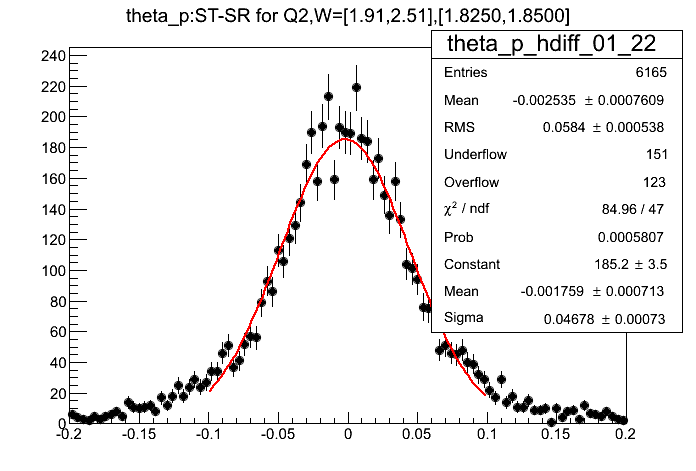 theta_p:ST-SR for Q2,W=[1.91,2.51],[1.8250,1.8500]
theta_p_hdiff_01_22
Entries 6165
Mean -0.002535 ± 0.0007609
RMS 0.0584 ± 0.000538
Underflow 151
Overflow 123
χ² / ndf 84.96 / 47
Prob 0.0005807
Constant 185.2 ± 3.5
Mean -0.001759 ± 0.000713
Sigma 0.04678 ± 0.00073
240
220
200
180
160
140
120
100
80
60
40
20
0
-0.2 -0.15 -0.1 -0.05 0 0.05 0.1 0.15 0.2